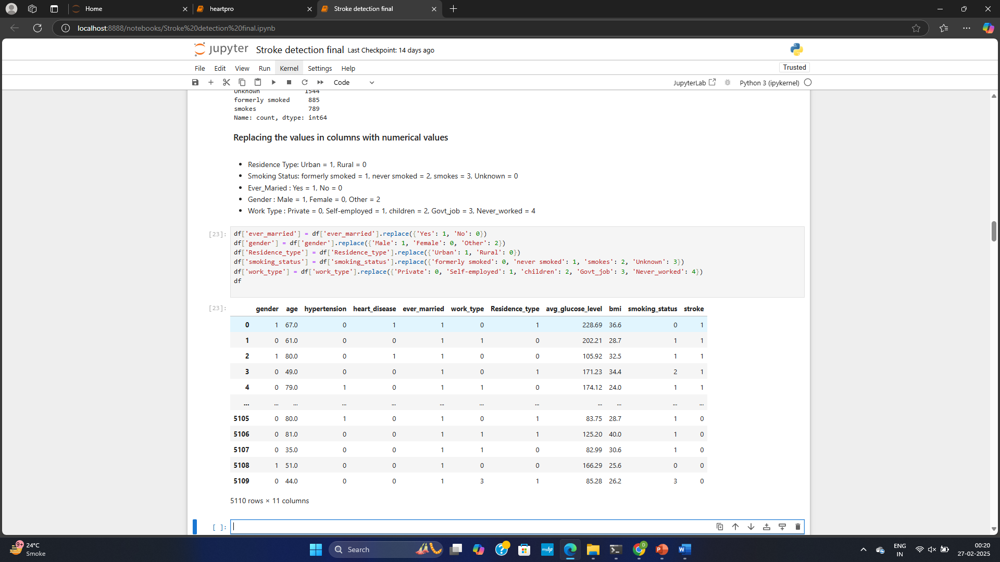 Home
heartpro
Stroke detection final
localhost:8888/notebooks/Stroke%20detection%20final.ipynb
jupyter Stroke detection final Last Checkpoint: 14 days ago
File Edit View Run Kernel Settings Help
Trusted
Code
JupyterLab
Python 3 (ipykernel)
Unknown 1544
formerly smoked 885
smokes 789
Name: count, dtype: int64
Replacing the values in columns with numerical values
• Residence Type: Urban = 1, Rural = 0
• Smoking Status: formerly smoked = 1, never smoked = 2, smokes = 3, Unknown = 0
• Ever_Maried : Yes = 1, No = 0
• Gender : Male = 1, Female = 0, Other = 2
• Work Type : Private = 0, Self-employed = 1, children = 2, Govt_job = 3, Never_worked = 4
[23]: df['ever_married'] = df['ever_married'].replace({'Yes': 1, 'No': 0})
df['gender'] = df['gender'].replace({'Male': 1, 'Female': 0, 'Other': 2})
df['Residence_type'] = df['Residence_type'].replace({'Urban': 1, 'Rural': 0})
df['smoking_status'] = df['smoking_status'].replace({'formerly smoked': 0, 'never smoked': 1, 'smokes': 2, 'Unknown': 3})
df['work_type'] = df['work_type'].replace({'Private': 0, 'Self-employed': 1, 'children': 2, 'Govt_job': 3, 'Never_worked': 4})
df
[23]: gender age hypertension heart_disease ever_married work_type Residence_type avg_glucose_level bmi smoking_status stroke
0 1 67.0 0 1 1 0 1 228.69 36.6 0 1
1 0 61.0 0 0 1 1 0 202.21 28.7 1 1
2 1 80.0 0 1 1 0 0 105.92 32.5 1 1
3 0 49.0 0 0 1 0 1 171.23 34.4 2 1
4 0 79.0 1 0 1 1 0 174.12 24.0 1 1
... ... ... ... ... ... ... ... ... ... ... ...
5105 0 80.0 1 0 1 0 1 83.75 28.7 1 0
5106 0 81.0 0 0 1 1 1 125.20 40.0 1 0
5107 0 35.0 0 0 1 1 0 82.99 30.6 1 0
5108 1 51.0 0 0 1 0 0 166.29 25.6 0 0
5109 0 44.0 0 0 1 3 1 85.28 26.2 3 0
5110 rows × 11 columns
[ ]:
9+
24°C
Smoke
Search
myhp
D
P
W
ENG
IN
00:20
27-02-2025